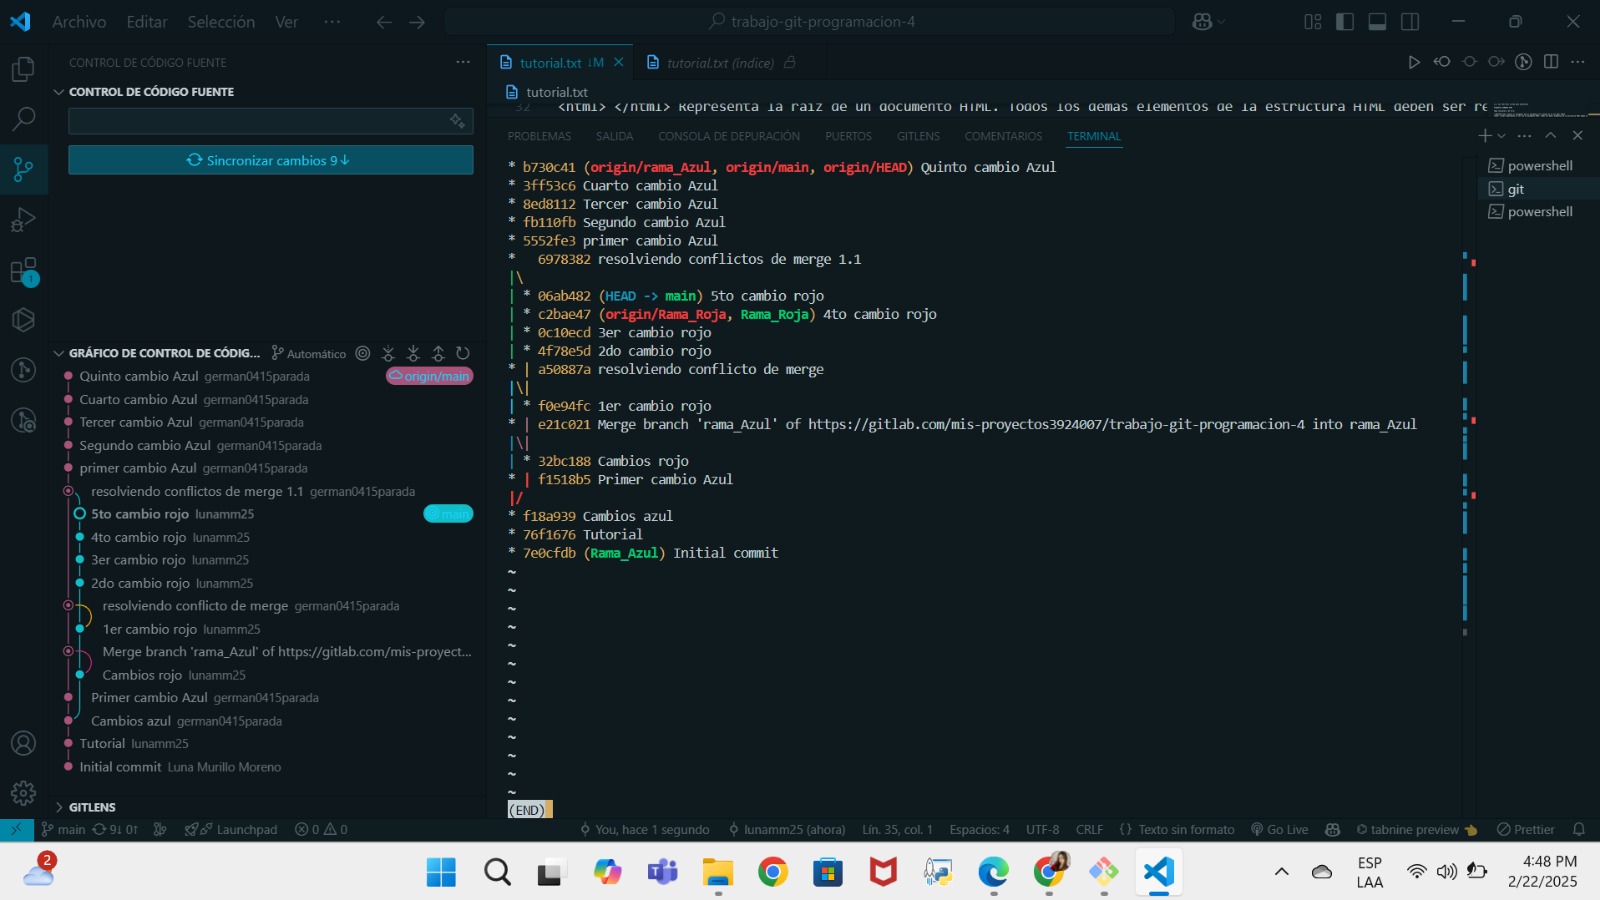 Archivo Editar Selección Ver ··· trabajo-git-programacion-4
CONTROL DE CÓDIGO FUENTE
CONTROL DE CÓDIGO FUENTE
Sincronizar cambios 9↓
GRÁFICO DE CONTROL DE CÓDIG... Automático
Quinto cambio Azul german0415parada origin/main
Cuarto cambio Azul german0415parada
Tercer cambio Azul german0415parada
Segundo cambio Azul german0415parada
primer cambio Azul german0415parada
resolviendo conflictos de merge 1.1 german0415parada
5to cambio rojo lunamm25 main
4to cambio rojo lunamm25
3er cambio rojo lunamm25
2do cambio rojo lunamm25
resolviendo conflicto de merge german0415parada
1er cambio rojo lunamm25
Merge branch 'rama_Azul' of https://gitlab.com/mis-proyect...
Cambios rojo lunamm25
Primer cambio Azul german0415parada
Cambios azul german0415parada
Tutorial lunamm25
Initial commit Luna Murillo Moreno
GITLENS
tutorial.txt ↓M tutorial.txt (índice)
tutorial.txt
32 <html> </html> Representa la raíz de un documento HTML. Todos los demás elementos de la estructura HTML deben ser re
PROBLEMAS SALIDA CONSOLA DE DEPURACIÓN PUERTOS GITLENS COMENTARIOS TERMINAL
* b730c41 (origin/rama_Azul, origin/main, origin/HEAD) Quinto cambio Azul
* 3ff53c6 Cuarto cambio Azul
* 8ed8112 Tercer cambio Azul
* fb110fb Segundo cambio Azul
* 5552fe3 primer cambio Azul
*   6978382 resolviendo conflictos de merge 1.1
|\
| * 06ab482 (HEAD -> main) 5to cambio rojo
| * c2bae47 (origin/Rama_Roja, Rama_Roja) 4to cambio rojo
| * 0c10ecd 3er cambio rojo
| * 4f78e5d 2do cambio rojo
* | a50887a resolviendo conflicto de merge
|\|
| * f0e94fc 1er cambio rojo
* | e21c021 Merge branch 'rama_Azul' of https://gitlab.com/mis-proyectos3924007/trabajo-git-programacion-4 into rama_Azul
|\|
| * 32bc188 Cambios rojo
* | f1518b5 Primer cambio Azul
|/
* f18a939 Cambios azul
* 76f1676 Tutorial
* 7e0cfdb (Rama_Azul) Initial commit
~
~
~
~
~
~
~
~
~
~
~
~
~
(END)
powershell
git
powershell
1
main 9↓ 0↑ Launchpad 0 0 You, hace 1 segundo lunamm25 (ahora) Lín. 35, col. 1 Espacios: 4 UTF-8 CRLF {} Texto sin formato Go Live tabnine preview Prettier
2
ESP
LAA
4:48 PM
2/22/2025